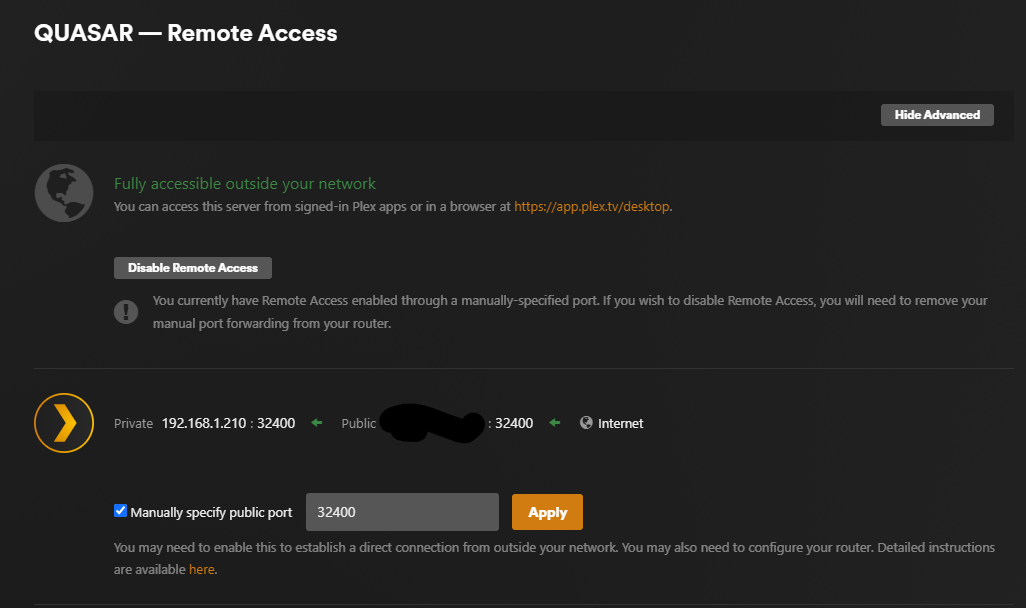 QUASAR — Remote Access
Hide Advanced
Fully accessible outside your network
You can access this server from signed-in Plex apps or in a browser at https://app.plex.tv/desktop.
Disable Remote Access
You currently have Remote Access enabled through a manually-specified port. If you wish to disable Remote Access, you will need to remove your
manual port forwarding from your router.
Private 192.168.1.210 : 32400 Public : 32400 Internet
Manually specify public port 32400 Apply
You may need to enable this to establish a direct connection from outside your network. You may also need to configure your router. Detailed instructions
are available here.